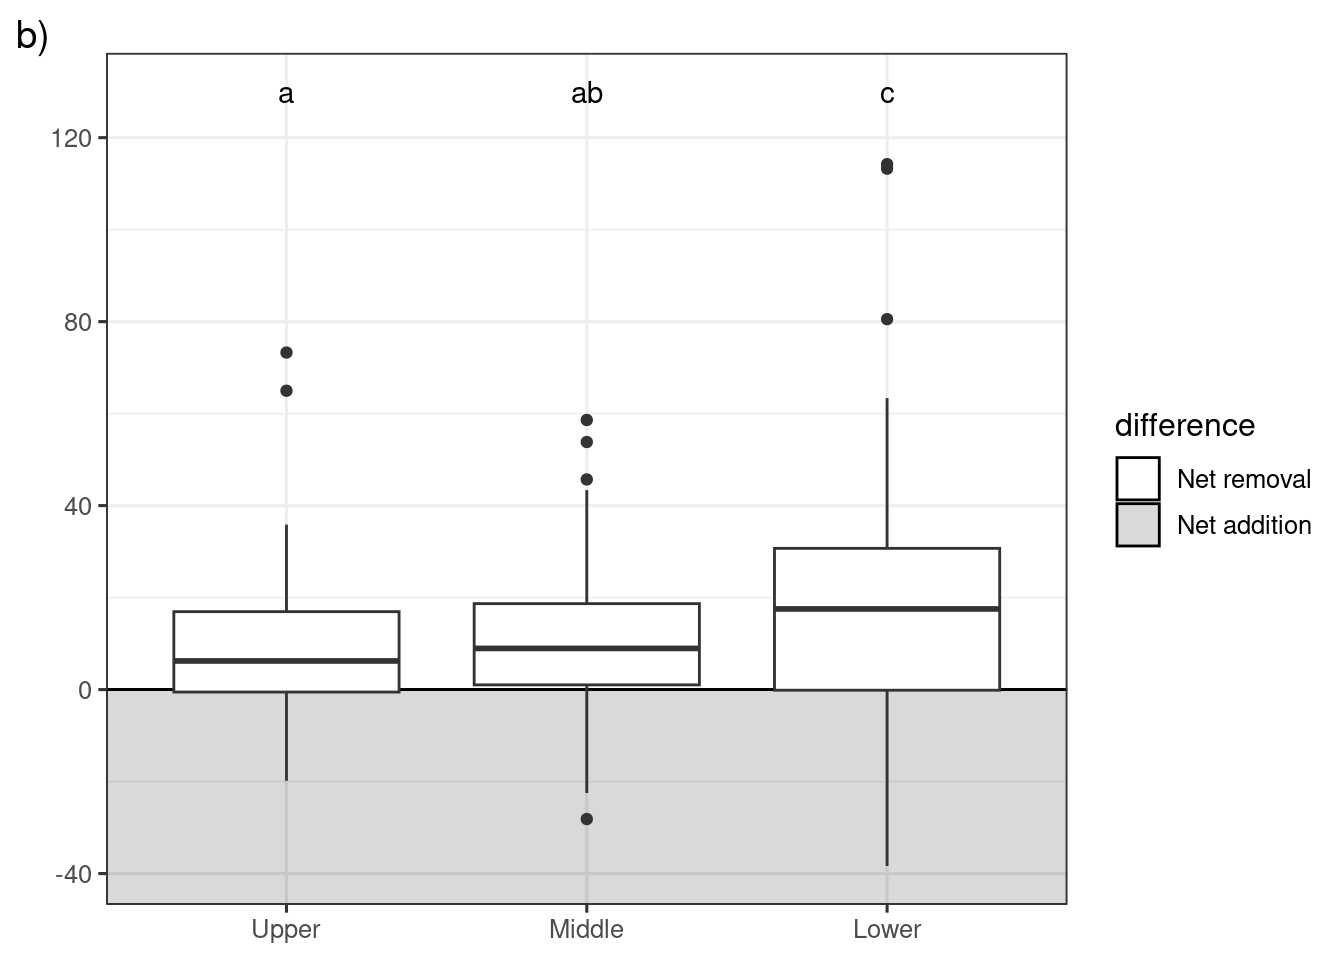 b)
a ab c
120
80
40
0
-40
Upper Middle Lower
difference
Net removal
Net addition